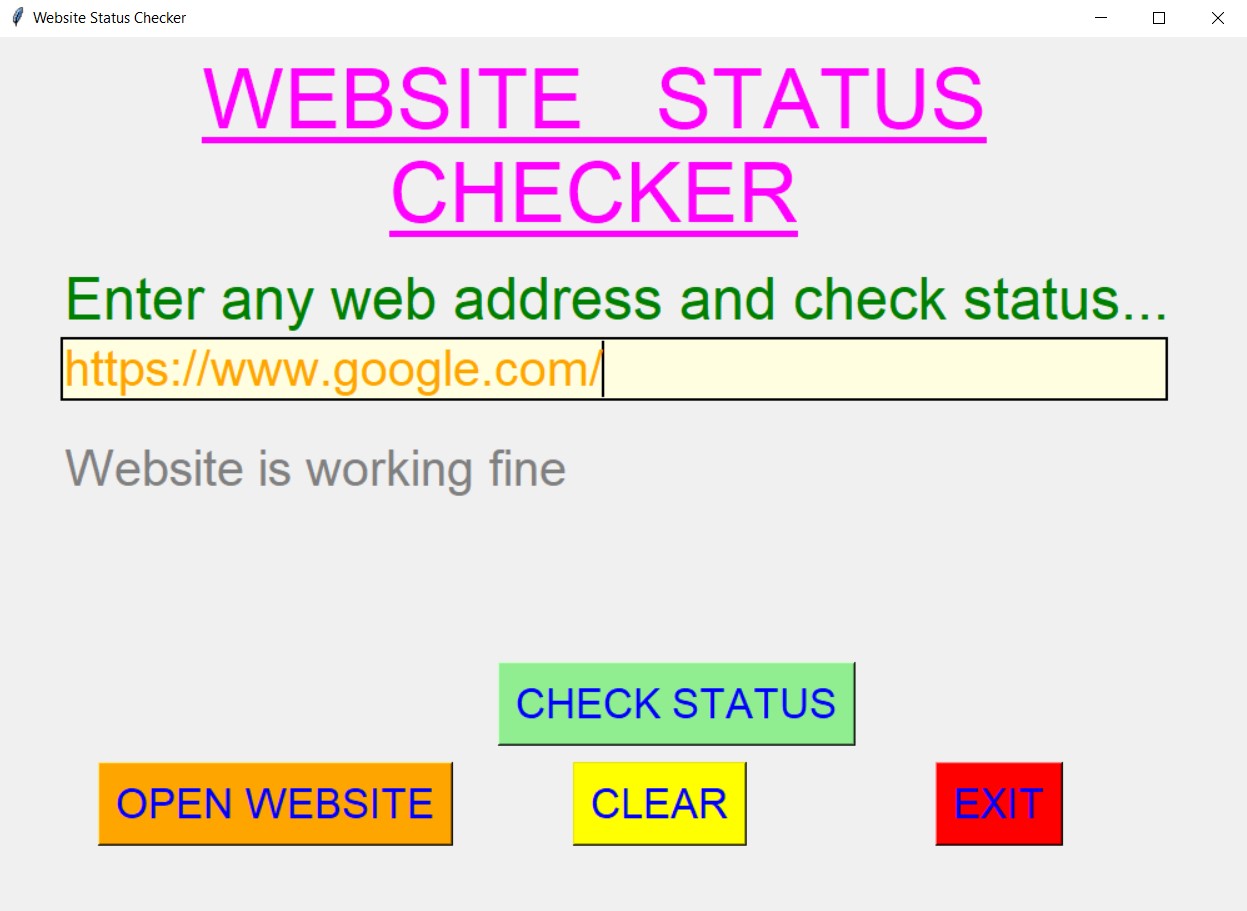 Website Status Checker
WEBSITE   STATUS
CHECKER
Enter any web address and check status...
https://www.google.com/
Website is working fine
CHECK STATUS
OPEN WEBSITE
CLEAR
EXIT